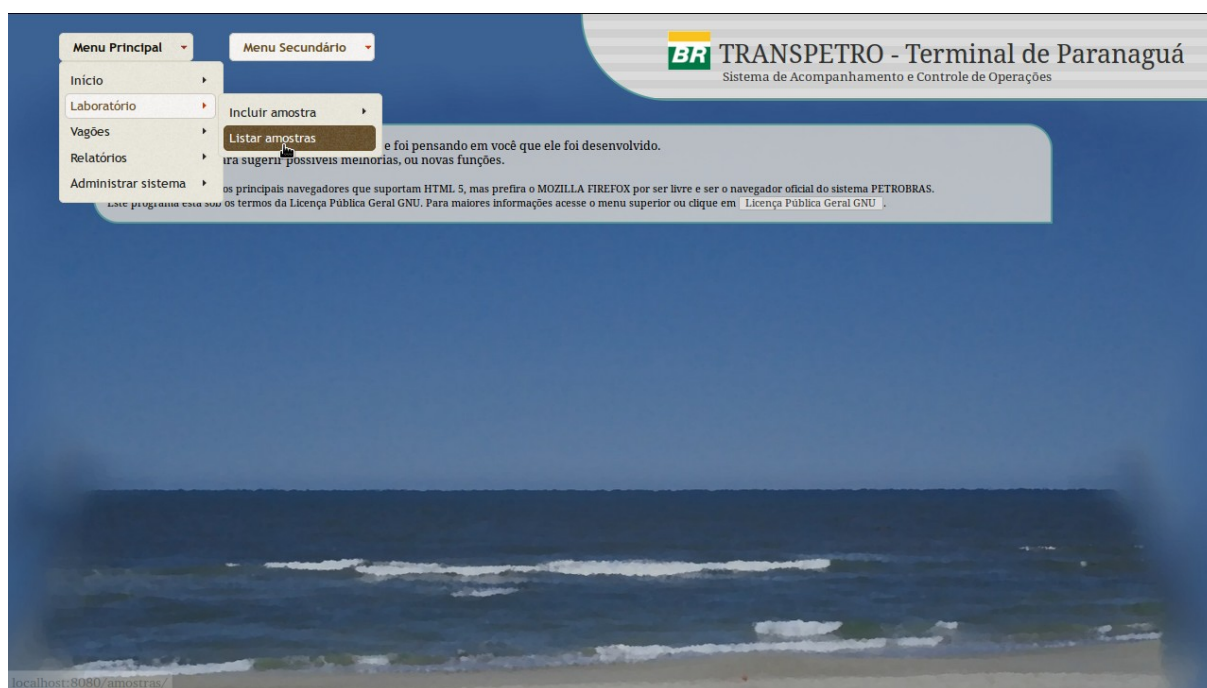 Menu Principal
Menu Secundário
BR TRANSPETRO - Terminal de Paranaguá
Sistema de Acompanhamento e Controle de Operações
Início
Laboratório
Vagões
Relatórios
Administrar sistema
Incluir amostra
Listar amostras
e foi pensando em você que ele foi desenvolvido.
ara sugerir possíveis melhorias, ou novas funções.
os principais navegadores que suportam HTML 5, mas prefira o MOZILLA FIREFOX por ser livre e ser o navegador oficial do sistema PETROBRAS.
Este programa está sob os termos da Licença Pública Geral GNU. Para maiores informações acesse o menu superior ou clique em Licença Pública Geral GNU .
localhost:8080/amostras/